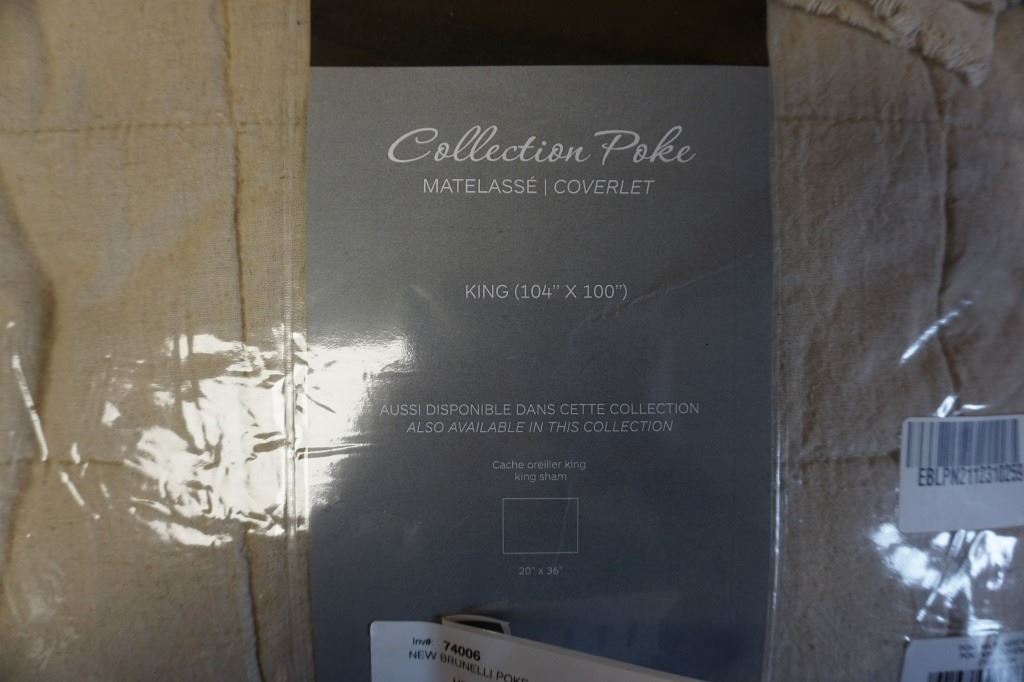 Collection Poke
MATELASSÉ | COVERLET
KING (104" X 100")
AUSSI DISPONIBLE DANS CETTE COLLECTION
ALSO AVAILABLE IN THIS COLLECTION
Cache oreiller king
king sham
20" x 36"
EBLPN2112310259
Inv#: 74006
NEW BRUNELLI POKE